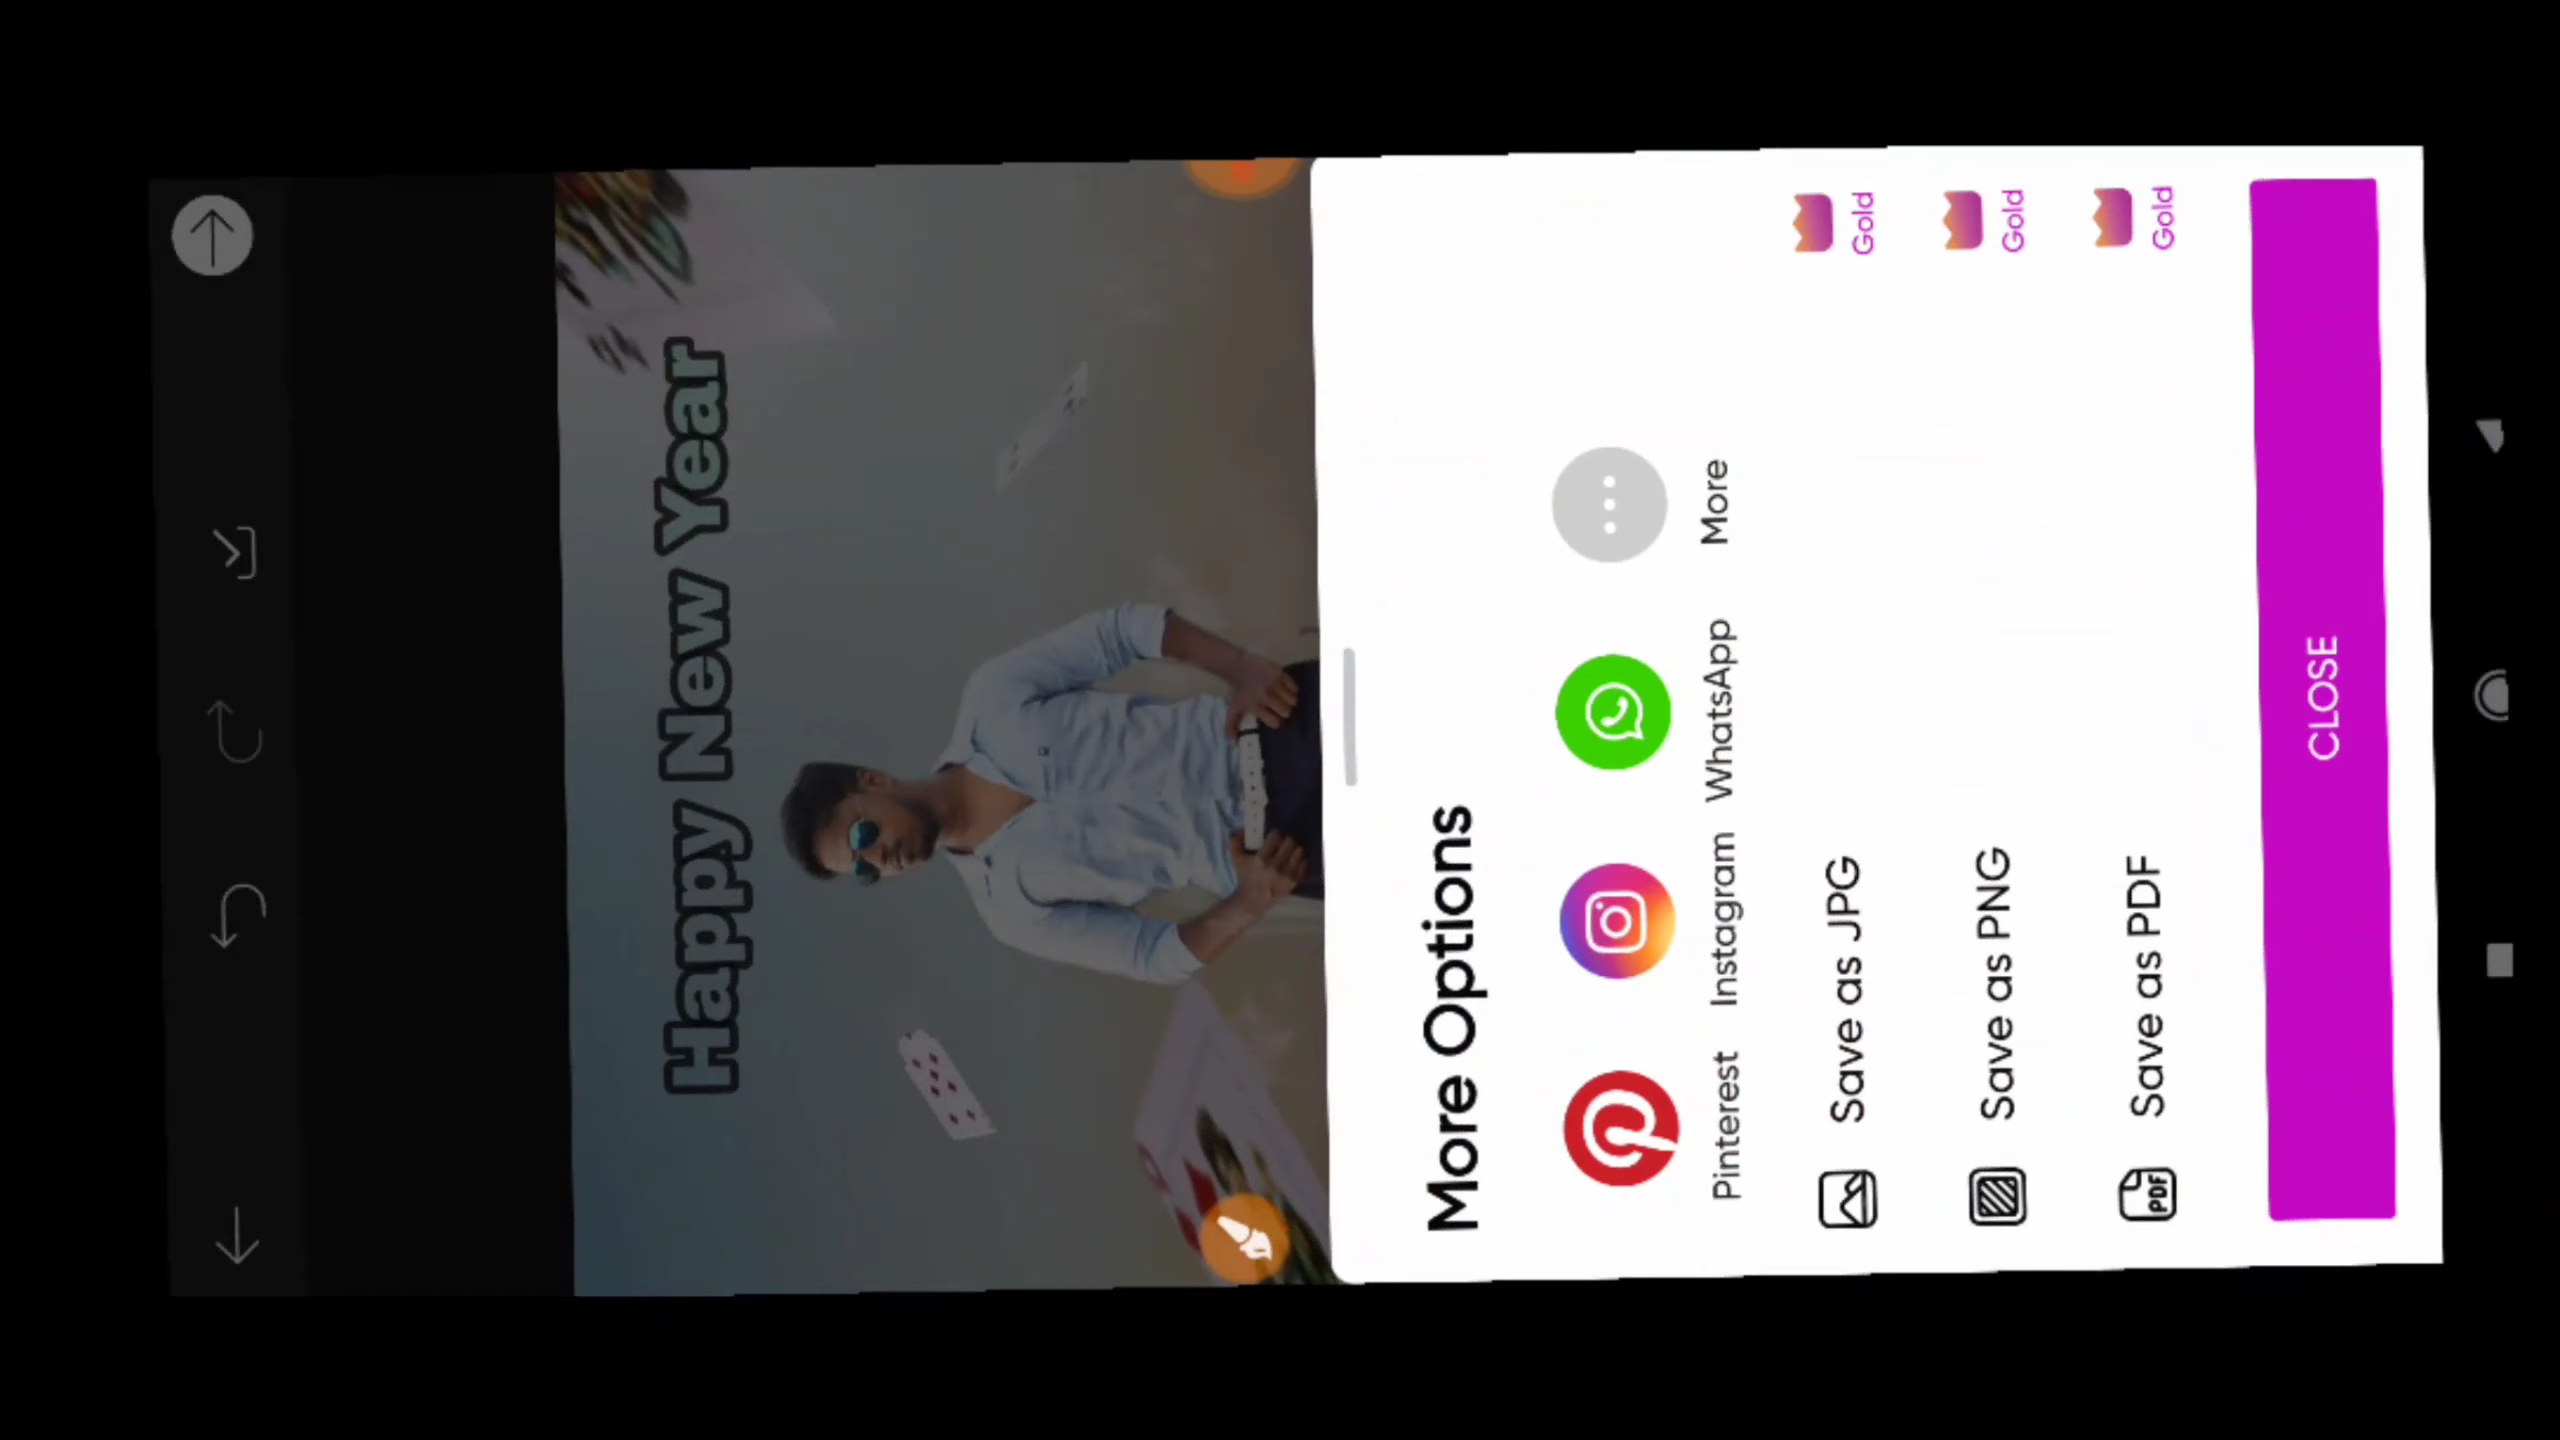 Happy New Year
More Options
Pinterest Instagram WhatsApp More
Save as JPG Gold
Save as PNG Gold
PDF Save as PDF Gold
CLOSE